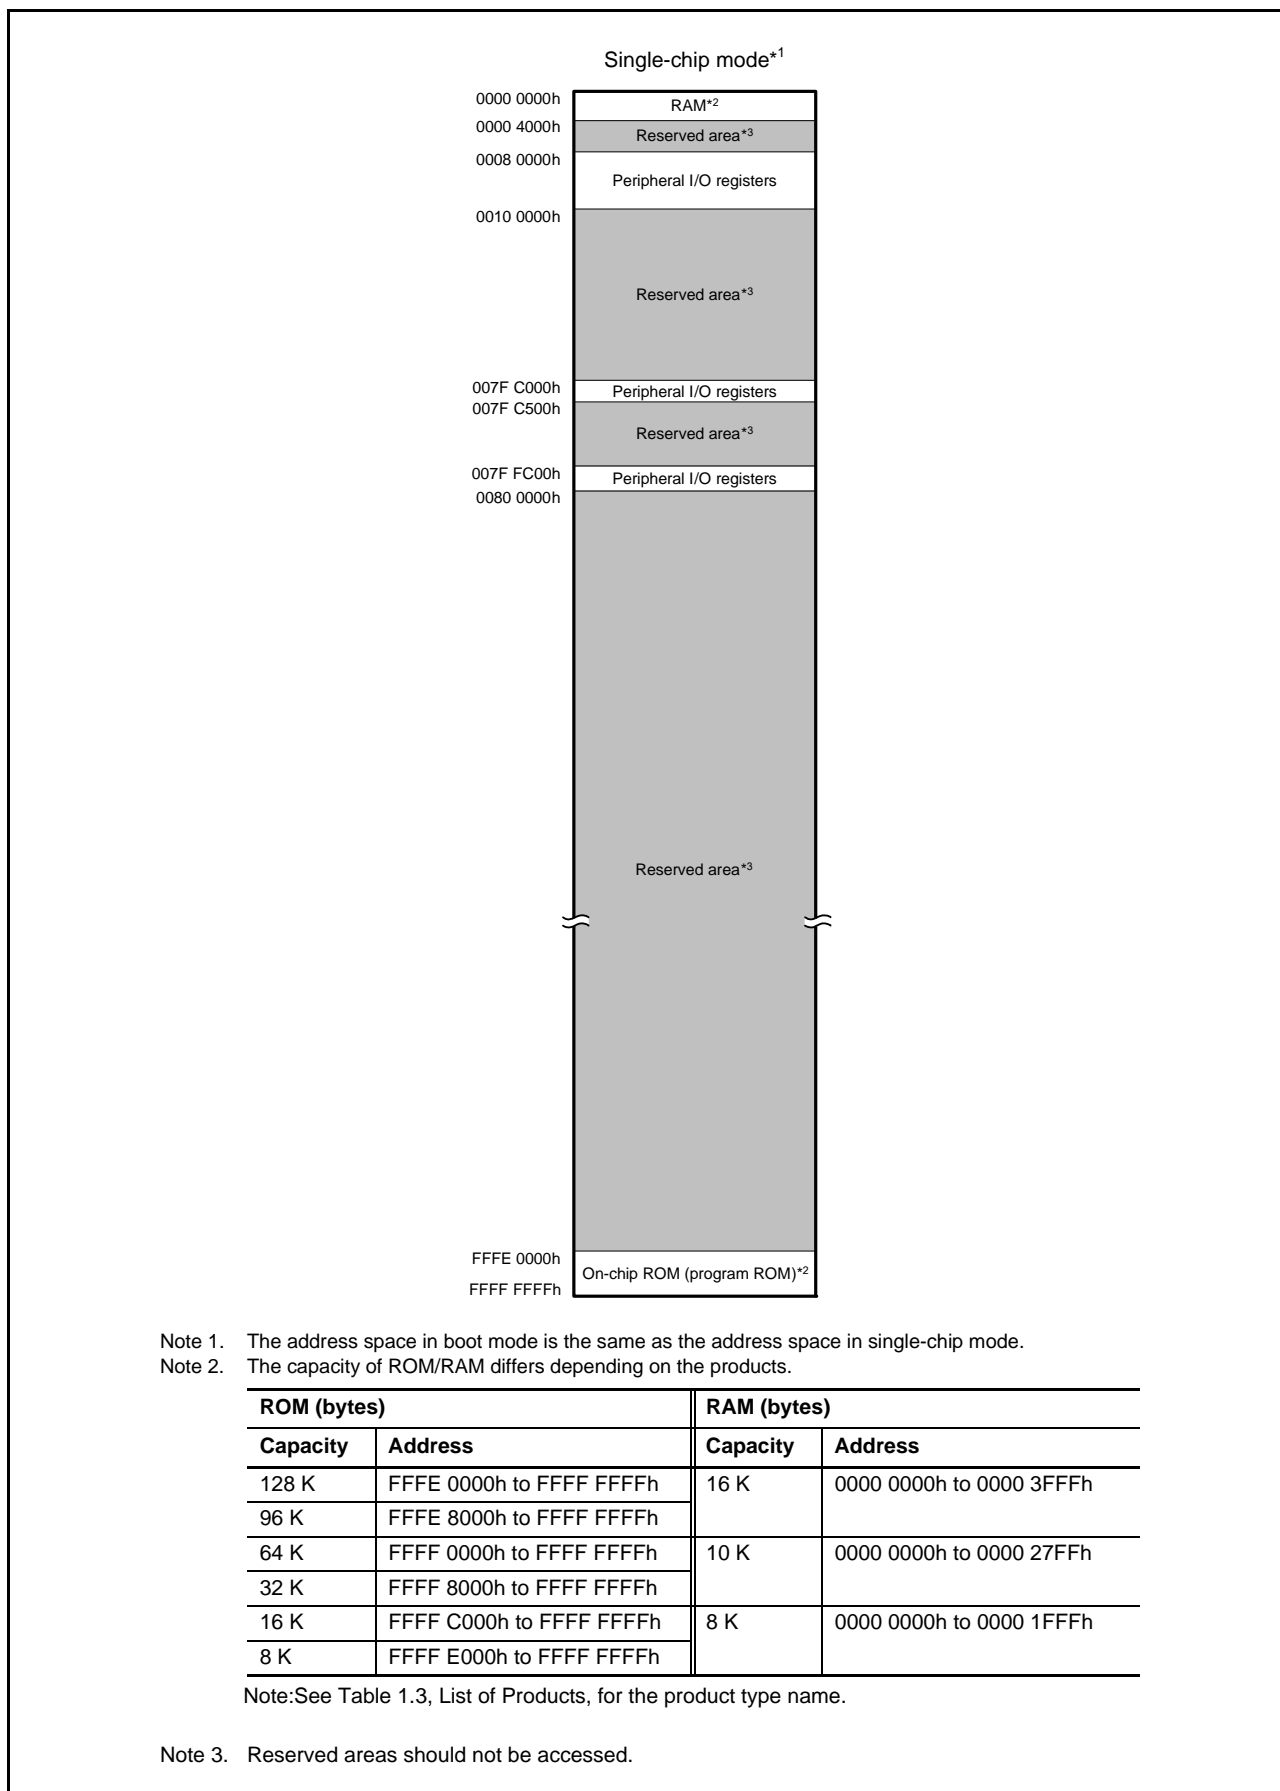 Single-chip mode*1
0000 0000h
RAM*2
0000 4000h
Reserved area*3
0008 0000h
Peripheral I/O registers
0010 0000h
Reserved area*3
007F C000h
Peripheral I/O registers
007F C500h
Reserved area*3
007F FC00h
Peripheral I/O registers
0080 0000h
Reserved area*3
FFFE 0000h
On-chip ROM (program ROM)*2
FFFF FFFFh
Note 1. The address space in boot mode is the same as the address space in single-chip mode.
Note 2. The capacity of ROM/RAM differs depending on the products.
ROM (bytes) RAM (bytes)
Capacity Address Capacity Address
128 K FFFE 0000h to FFFF FFFFh 16 K 0000 0000h to 0000 3FFFh
96 K FFFE 8000h to FFFF FFFFh
64 K FFFF 0000h to FFFF FFFFh 10 K 0000 0000h to 0000 27FFh
32 K FFFF 8000h to FFFF FFFFh
16 K FFFF C000h to FFFF FFFFh 8 K 0000 0000h to 0000 1FFFh
8 K FFFF E000h to FFFF FFFFh
Note:See Table 1.3, List of Products, for the product type name.
Note 3. Reserved areas should not be accessed.